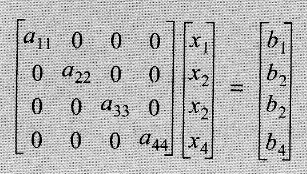 a11 0 0 0 x1 b1
0 a22 0 0 x2 = b2
0 0 a33 0 x2 b2
0 0 0 a44 x4 b4